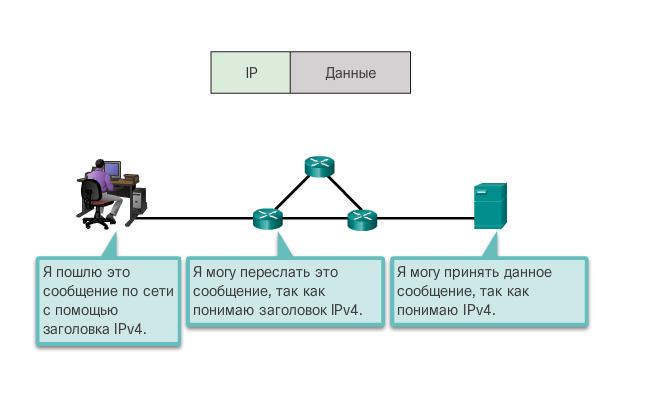 IP Данные
Я пошлю это
сообщение по сети
с помощью
заголовка IPv4.
Я могу переслать это
сообщение, так как
понимаю заголовок IPv4.
Я могу принять данное
сообщение, так как
понимаю IPv4.